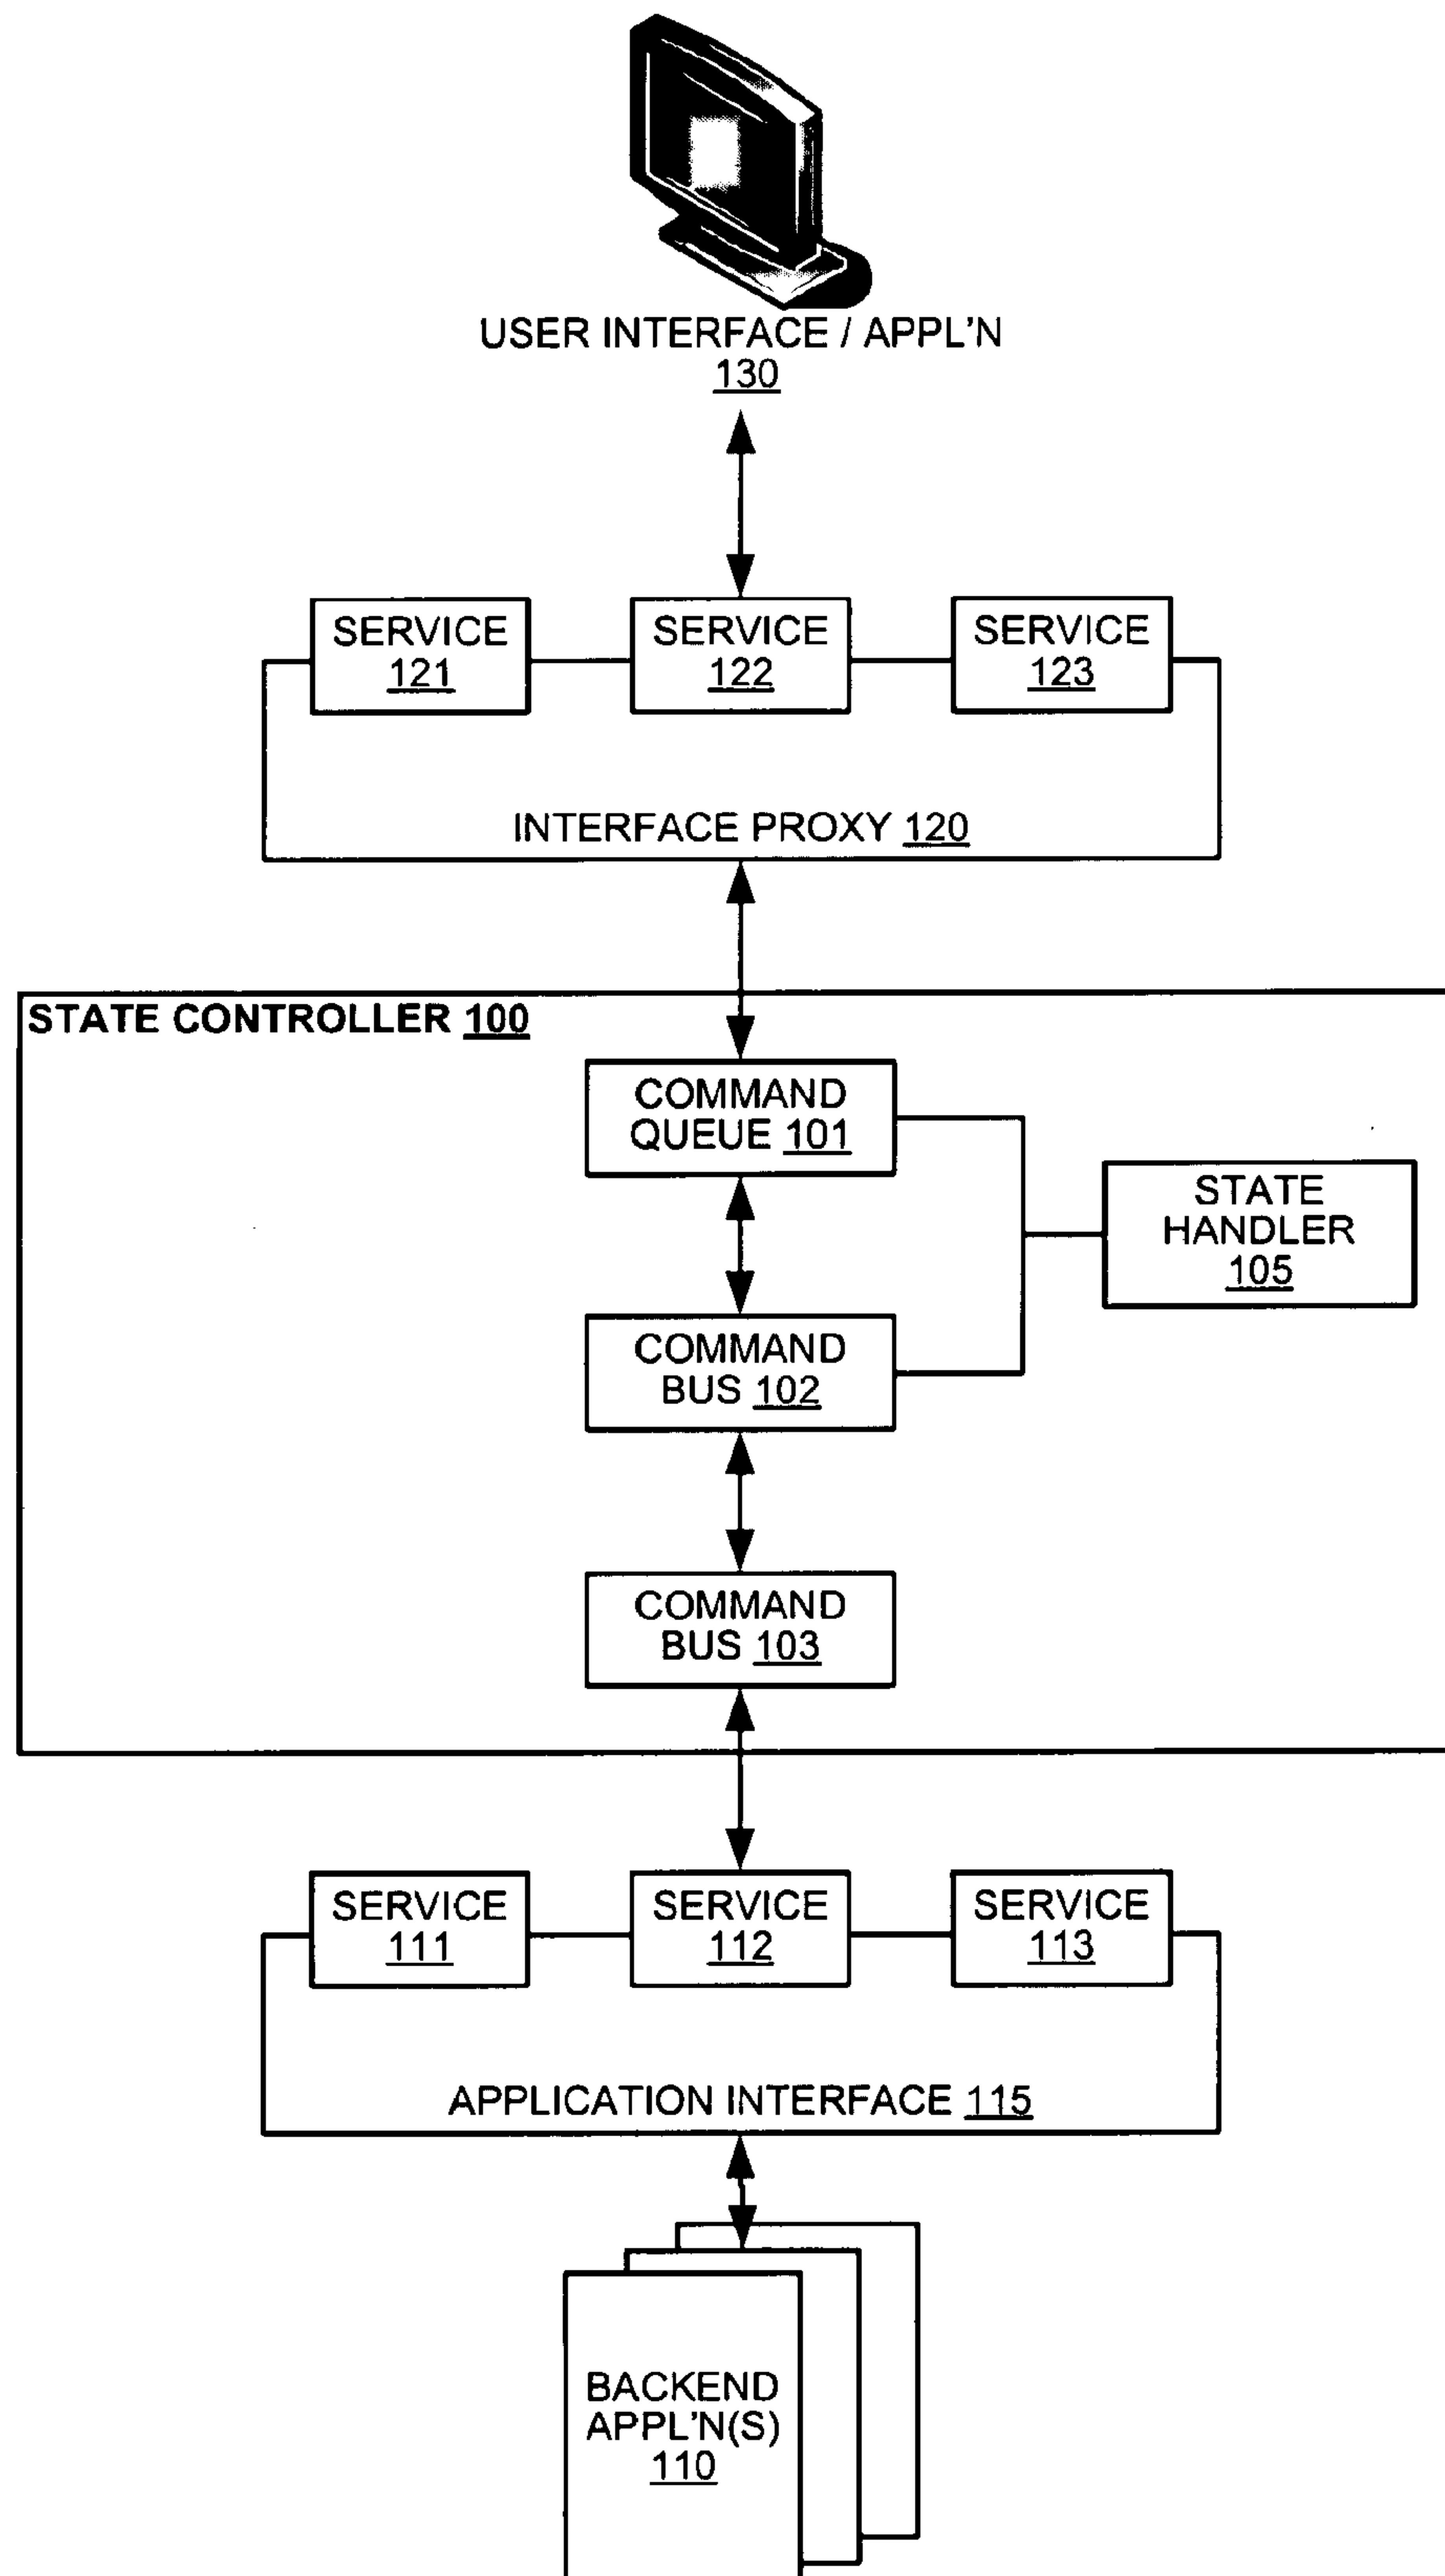 USER INTERFACE / APPL'N
130
SERVICE
121
SERVICE
122
SERVICE
123
INTERFACE PROXY 120
STATE CONTROLLER 100
COMMAND
QUEUE 101
STATE
HANDLER
105
COMMAND
BUS 102
COMMAND
BUS 103
SERVICE
111
SERVICE
112
SERVICE
113
APPLICATION INTERFACE 115
BACKEND
APPL'N(S)
110